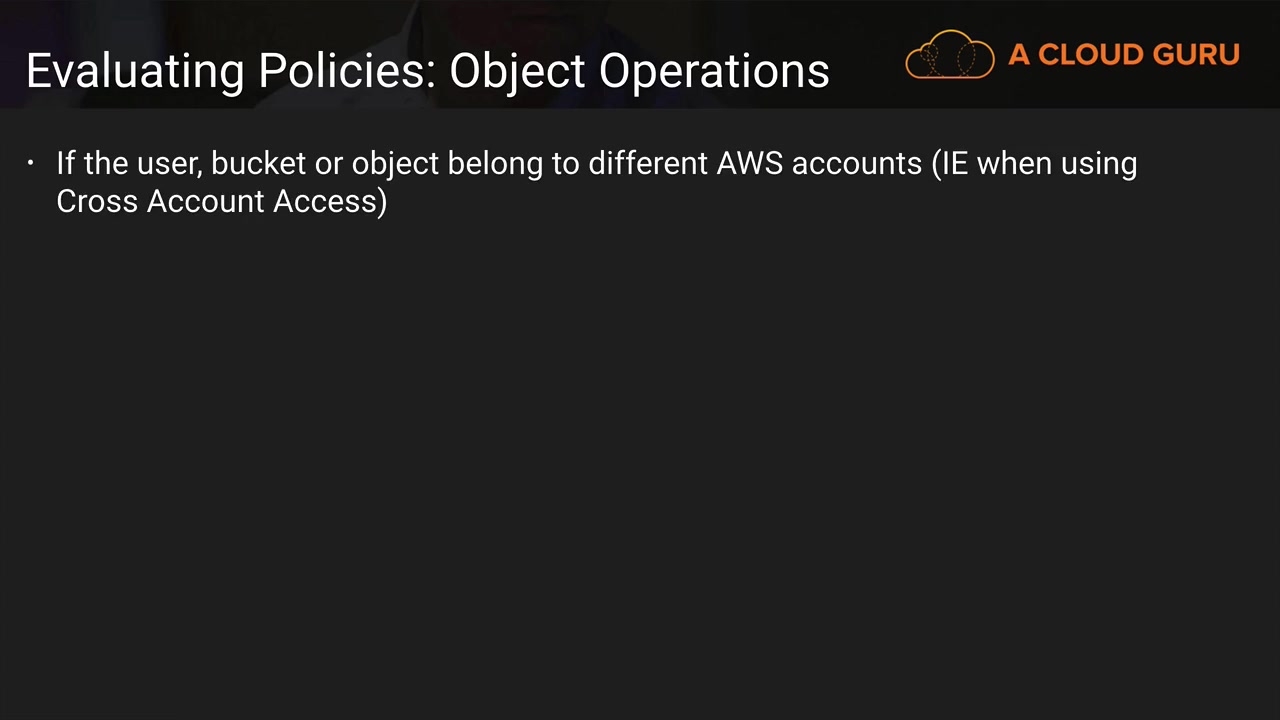 Evaluating Policies: Object Operations
A CLOUD GURU
• If the user, bucket or object belong to different AWS accounts (IE when using
Cross Account Access)